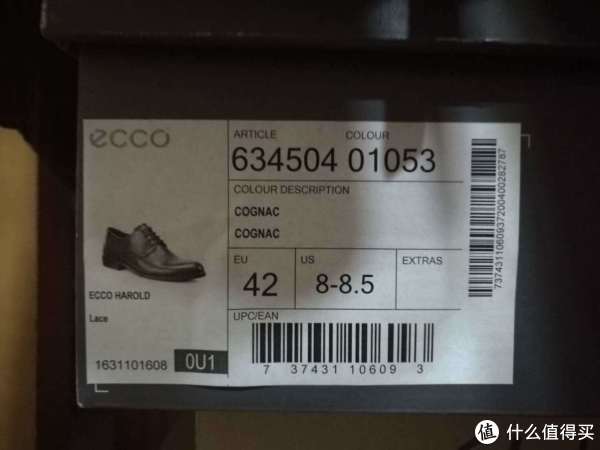 ecco
ARTICLE COLOUR
634504 01053
COLOUR DESCRIPTION
COGNAC
COGNAC
EU US EXTRAS
42 8-8.5
ECCO HAROLD
Lace
1631101608 0U1
UPC/EAN
7 37431 10609 3
7374311060937200400282787
值 什么值得买